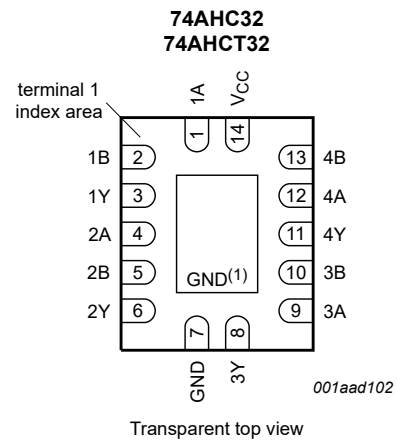 74AHC32
74AHCT32
terminal 1
index area
1A
VCC
1
14
1B 2
13 4B
1Y 3
12 4A
2A 4
11 4Y
2B 5
10 3B
2Y 6
9 3A
GND(1)
7
8
GND
3Y
001aad102
Transparent top view